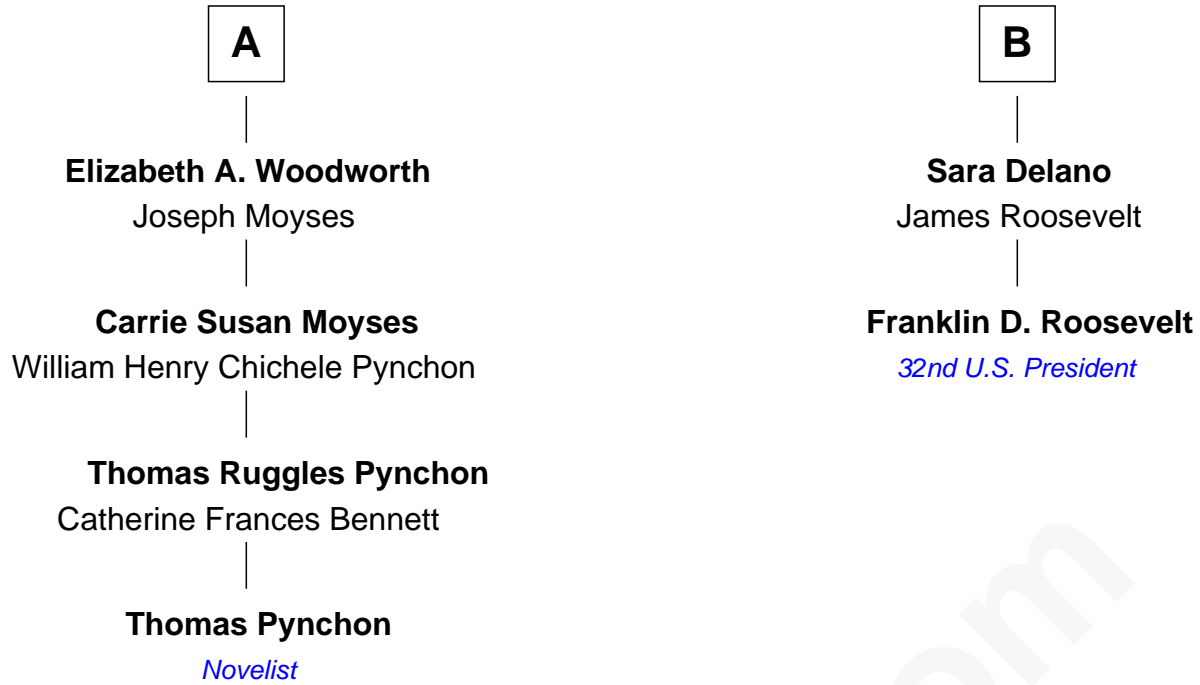 A
Elizabeth A. Woodworth
Joseph Moyses
Carrie Susan Moyses
William Henry Chichele Pynchon
Thomas Ruggles Pynchon
Catherine Frances Bennett
Thomas Pynchon
Novelist
B
Sara Delano
James Roosevelt
Franklin D. Roosevelt
32nd U.S. President
om